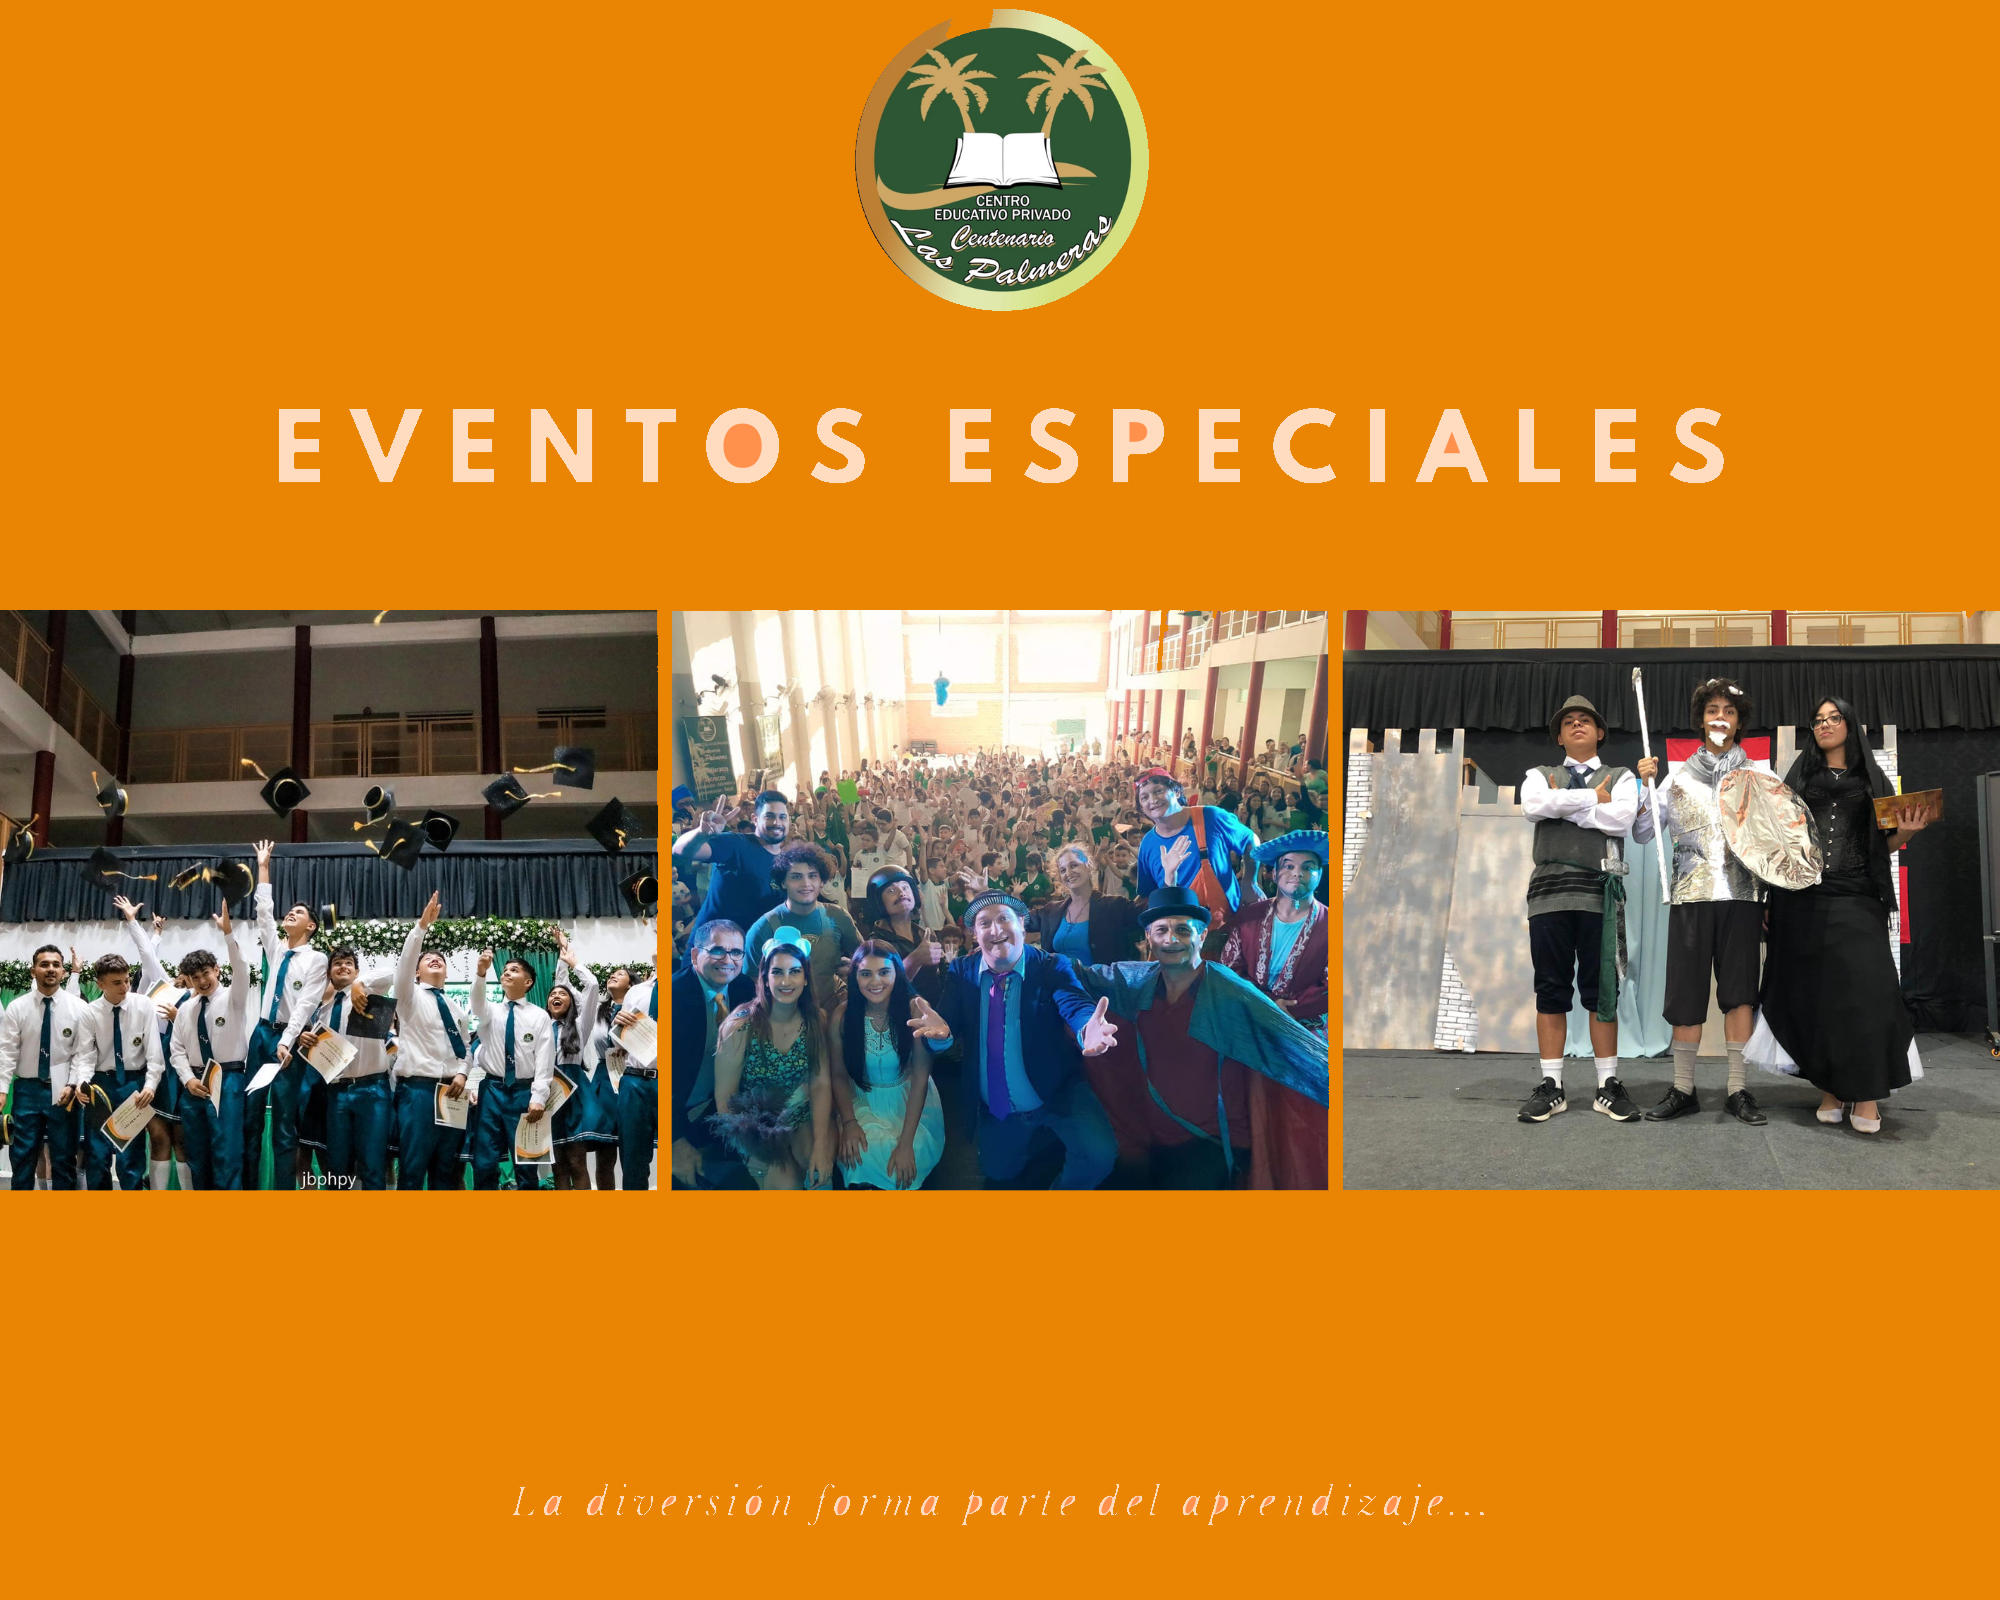 CENTRO
EDUCATIVO PRIVADO
Centenario
Las Palmeras
EVENTOS ESPECIALES
jbphpy
La diversión forma parte del aprendizaje...